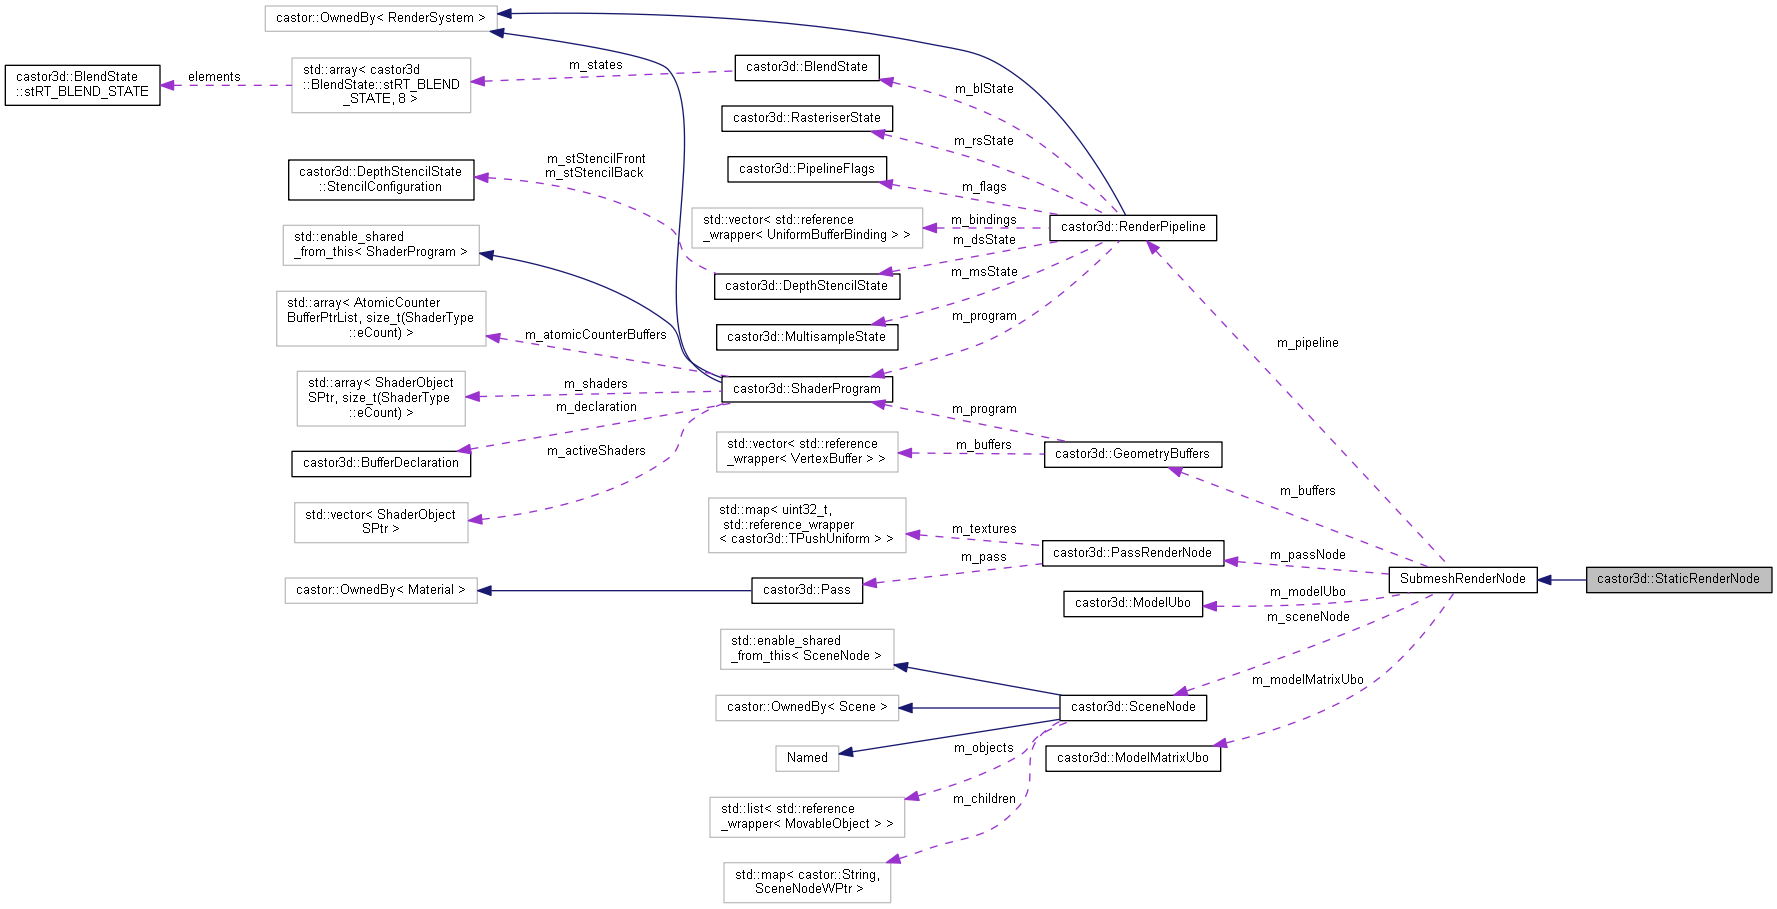 castor::OwnedBy< RenderSystem >
castor3d::BlendState
::stRT_BLEND_STATE
elements
std::array< castor3d
::BlendState::stRT_BLEND
_STATE, 8 >
m_states
castor3d::BlendState
m_blState
castor3d::RasteriserState
m_rsState
castor3d::DepthStencilState
::StencilConfiguration
m_stStencilFront
m_stStencilBack
castor3d::PipelineFlags
m_flags
std::vector< std::reference
_wrapper< UniformBufferBinding > >
m_bindings
castor3d::RenderPipeline
std::enable_shared
_from_this< ShaderProgram >
m_dsState
castor3d::DepthStencilState
m_msState
std::array< AtomicCounter
BufferPtrList, size_t(ShaderType
::eCount) >
m_atomicCounterBuffers
castor3d::MultisampleState
m_program
m_pipeline
std::array< ShaderObject
SPtr, size_t(ShaderType
::eCount) >
m_shaders
castor3d::ShaderProgram
m_declaration
m_program
castor3d::BufferDeclaration
m_activeShaders
std::vector< std::reference
_wrapper< VertexBuffer > >
m_buffers
castor3d::GeometryBuffers
m_buffers
std::vector< ShaderObject
SPtr >
std::map< uint32_t,
std::reference_wrapper
< castor3d::TPushUniform > >
m_textures
castor3d::PassRenderNode
m_passNode
m_pass
castor::OwnedBy< Material >
castor3d::Pass
castor3d::ModelUbo
m_modelUbo
SubmeshRenderNode
castor3d::StaticRenderNode
m_sceneNode
std::enable_shared
_from_this< SceneNode >
m_modelMatrixUbo
castor::OwnedBy< Scene >
castor3d::SceneNode
Named
m_objects
castor3d::ModelMatrixUbo
std::list< std::reference
_wrapper< MovableObject > >
m_children
std::map< castor::String,
SceneNodeWPtr >